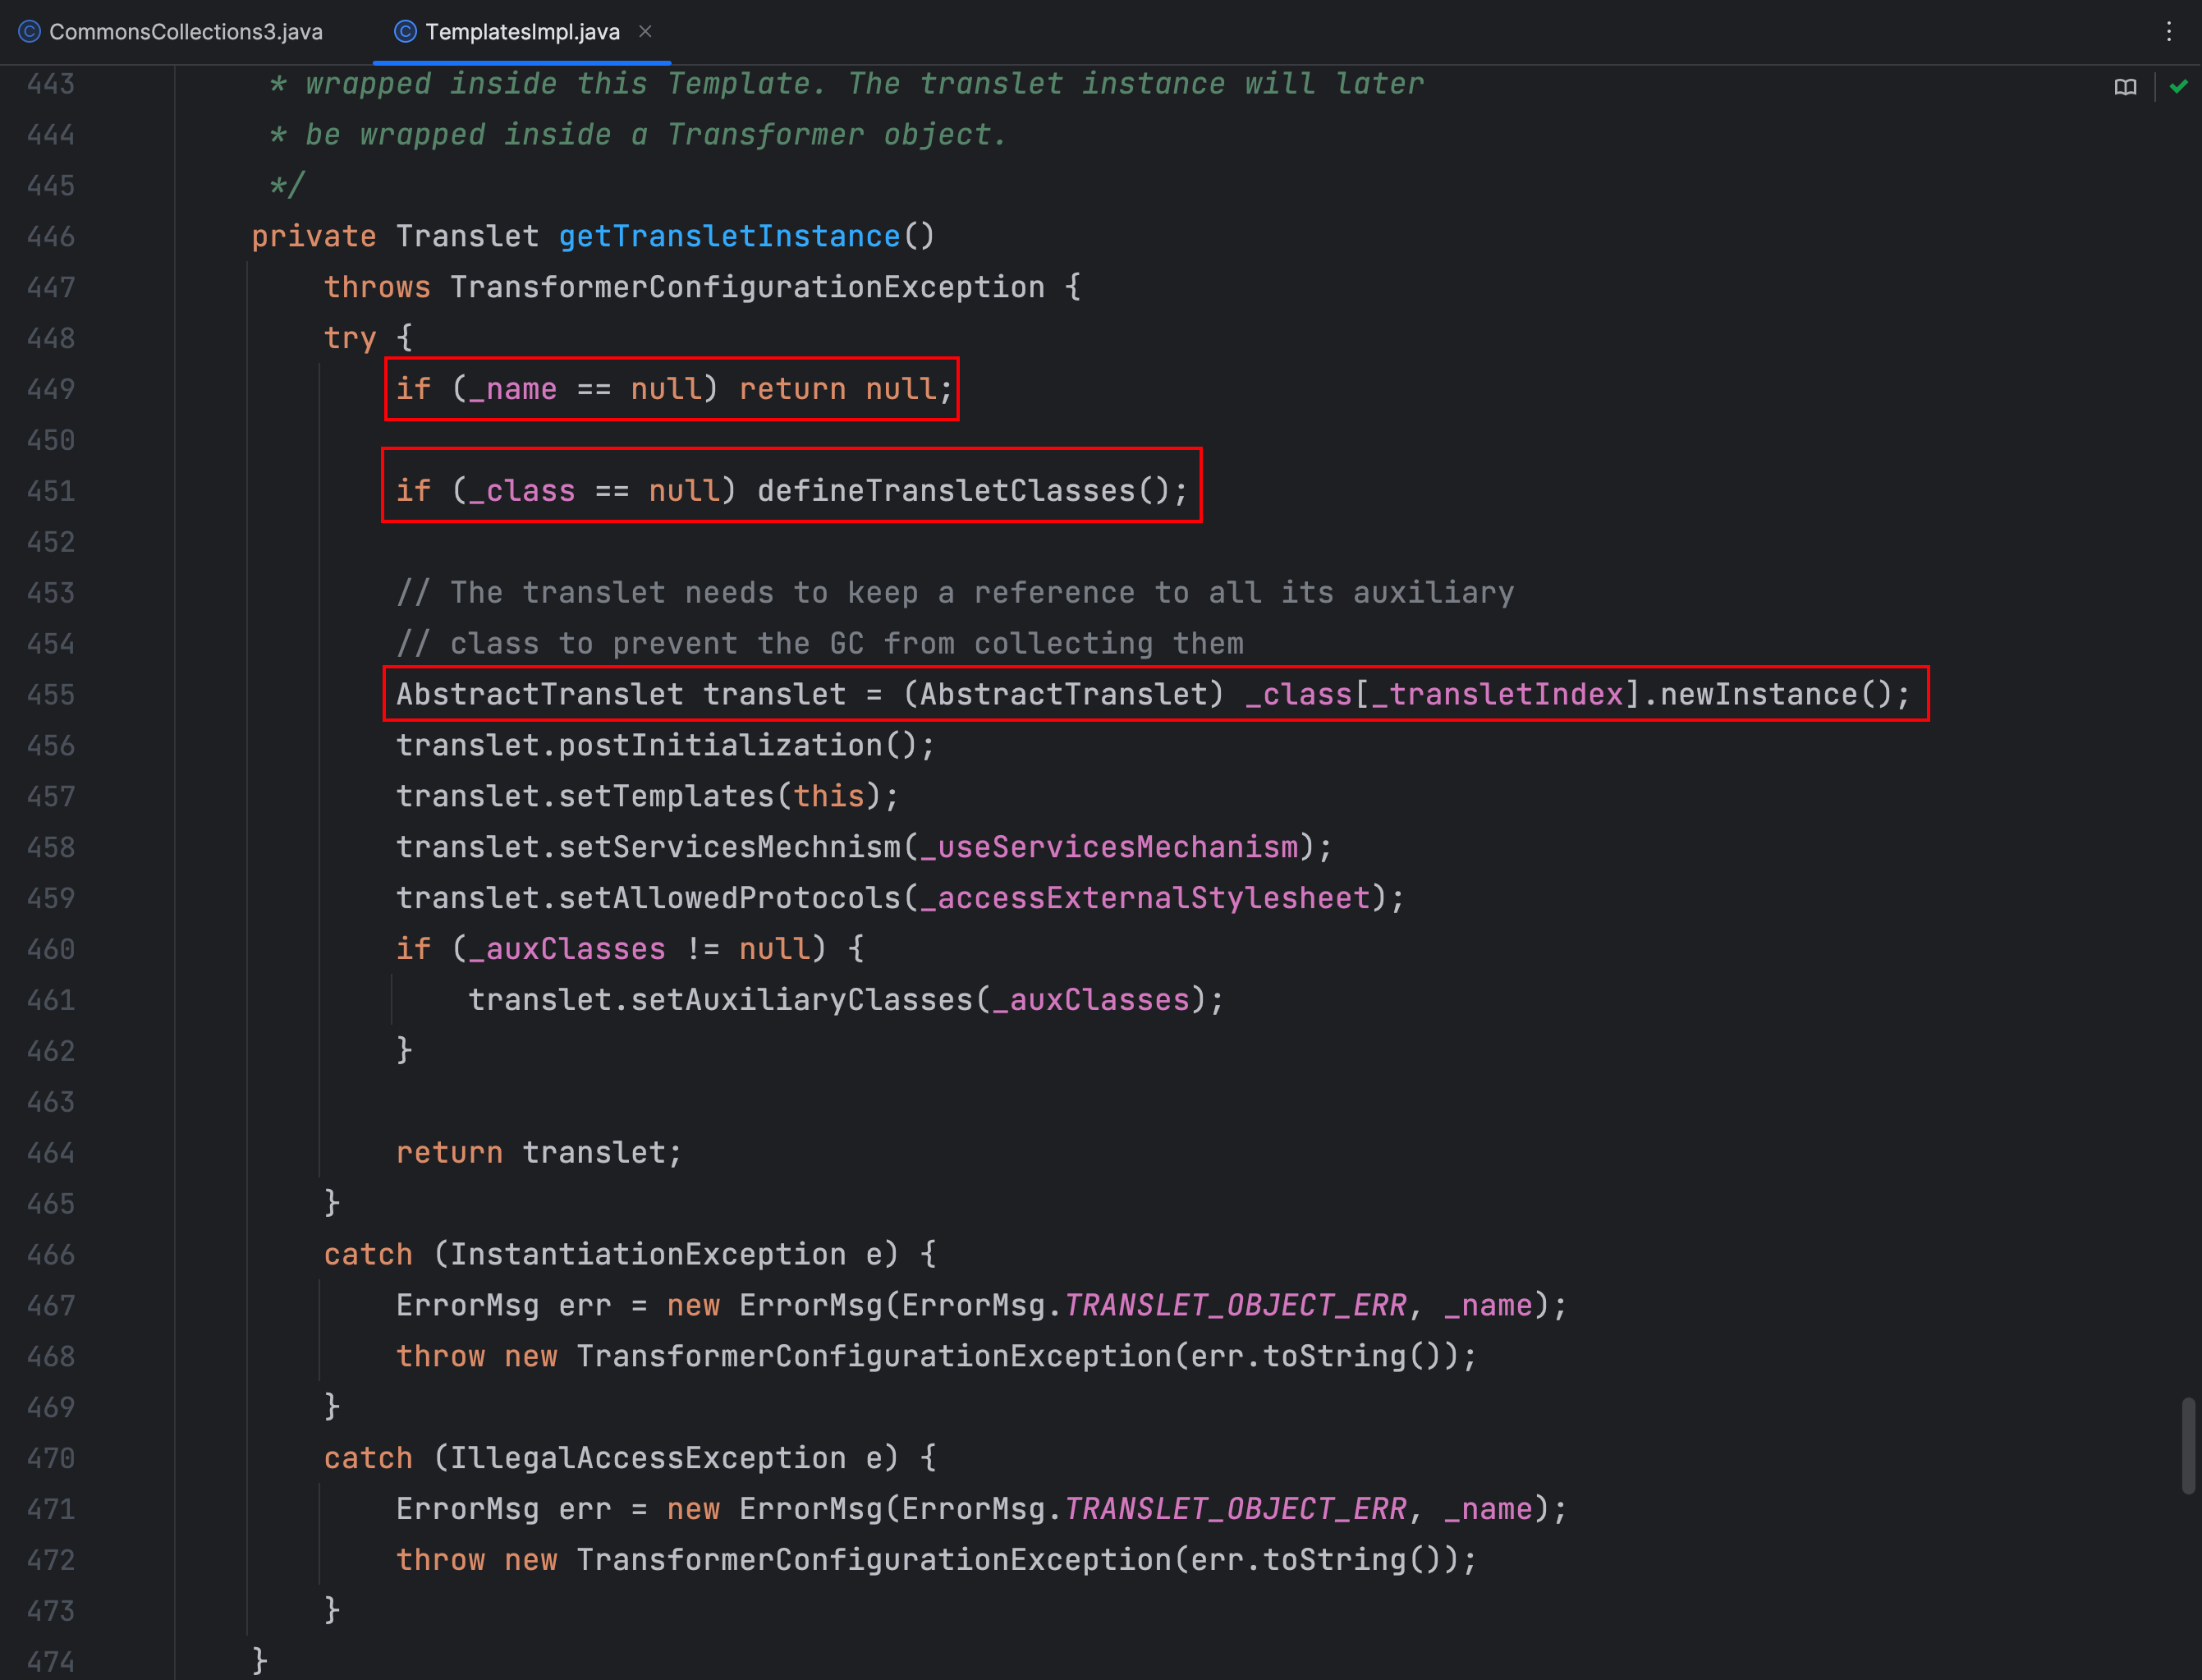 CommonsCollections3.java TemplatesImpl.java
443 * wrapped inside this Template. The translet instance will later
444 * be wrapped inside a Transformer object.
445 */
446 private Translet getTransletInstance()
447 throws TransformerConfigurationException {
448 try {
449 if (_name == null) return null;
450
451 if (_class == null) defineTransletClasses();
452
453 // The translet needs to keep a reference to all its auxiliary
454 // class to prevent the GC from collecting them
455 AbstractTranslet translet = (AbstractTranslet) _class[_transletIndex].newInstance();
456 translet.postInitialization();
457 translet.setTemplates(this);
458 translet.setServicesMechnism(_useServicesMechanism);
459 translet.setAllowedProtocols(_accessExternalStylesheet);
460 if (_auxClasses != null) {
461 translet.setAuxiliaryClasses(_auxClasses);
462 }
463
464 return translet;
465 }
466 catch (InstantiationException e) {
467 ErrorMsg err = new ErrorMsg(ErrorMsg.TRANSLET_OBJECT_ERR, _name);
468 throw new TransformerConfigurationException(err.toString());
469 }
470 catch (IllegalAccessException e) {
471 ErrorMsg err = new ErrorMsg(ErrorMsg.TRANSLET_OBJECT_ERR, _name);
472 throw new TransformerConfigurationException(err.toString());
473 }
474 }